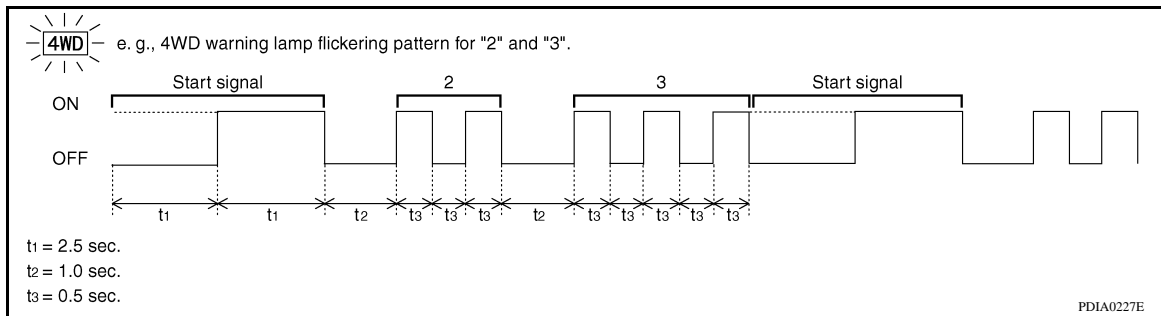 4WD e. g., 4WD warning lamp flickering pattern for "2" and "3".
Start signal 2 3 Start signal
ON
OFF
t1 t1 t2 t3 t3 t3 t2 t3 t3 t3 t3 t3
t1 = 2.5 sec.
t2 = 1.0 sec.
t3 = 0.5 sec.
PDIA0227E